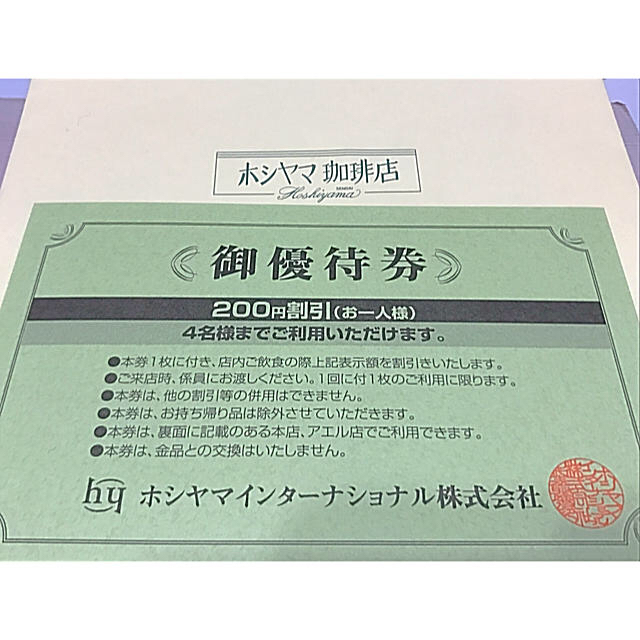 ホシヤマ珈琲店
SENDAI
Hoshiyama
御優待券
200円割引(お一人様)
4名様までご利用いただけます。
●本券1枚に付き、店内ご飲食の際上記表示額を割引きいたします。
●ご来店時、係員にお渡しください。1回に付1枚のご利用に限ります。
●本券は、他の割引等の併用はできません。
●本券は、お持ち帰り品は除外させていただきます。
●本券は、裏面に記載のある本店、アエル店でご利用できます。
●本券は、金品との交換はいたしません。
hy ホシヤマインターナショナル株式会社